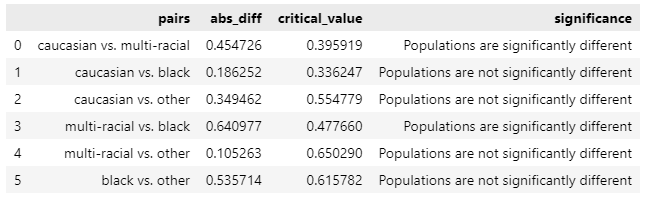 pairs abs_diff critical_value significance
0 caucasian vs. multi-racial 0.454726 0.395919 Populations are significantly different
1 caucasian vs. black 0.186252 0.336247 Populations are not significantly different
2 caucasian vs. other 0.349462 0.554779 Populations are not significantly different
3 multi-racial vs. black 0.640977 0.477660 Populations are significantly different
4 multi-racial vs. other 0.105263 0.650290 Populations are not significantly different
5 black vs. other 0.535714 0.615782 Populations are not significantly different